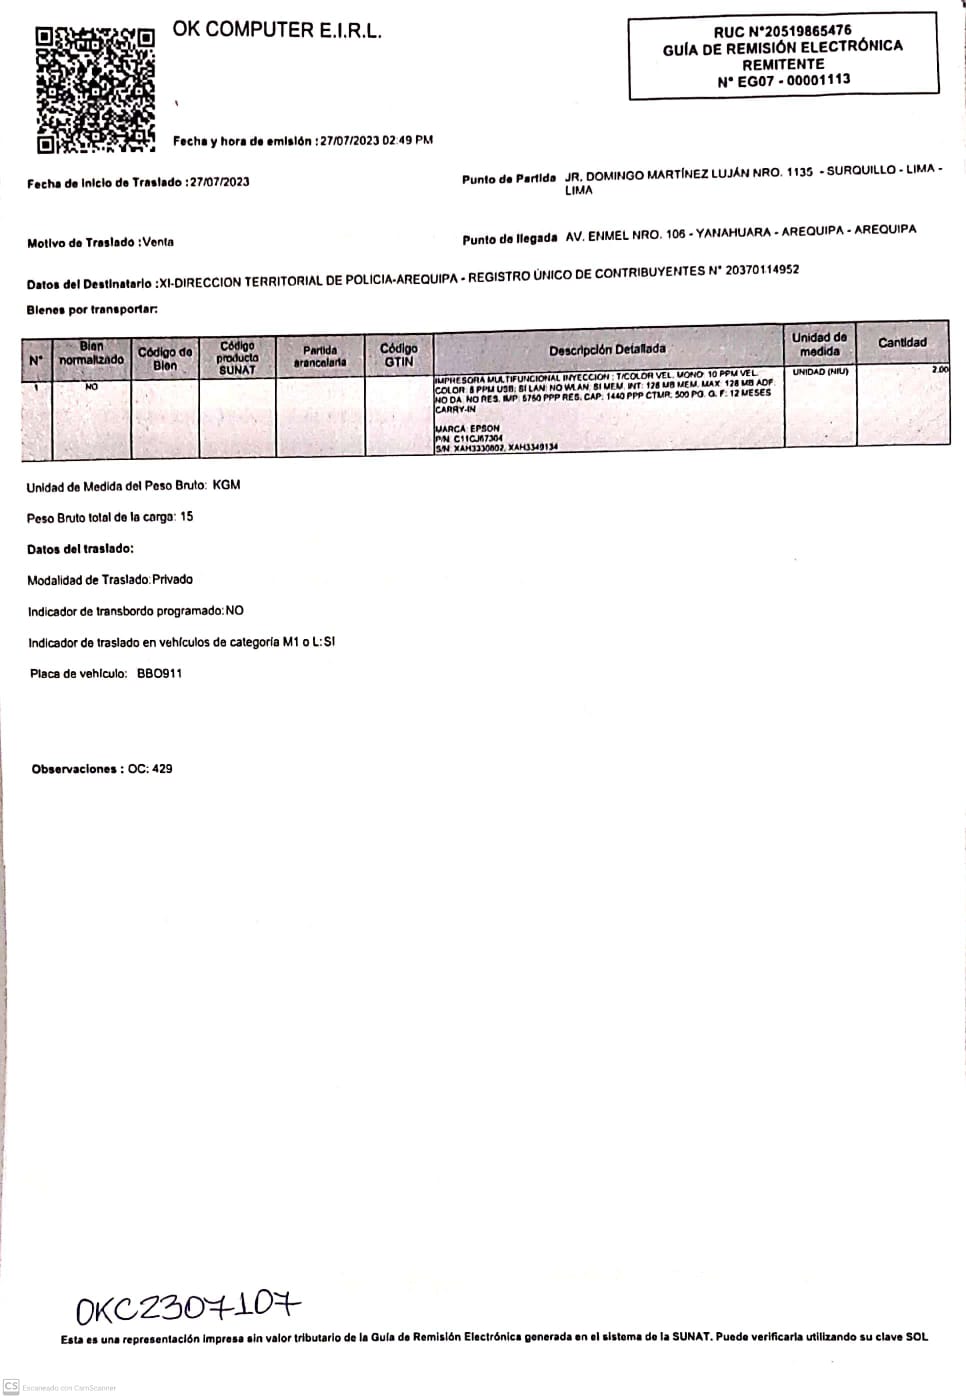 OK COMPUTER E.I.R.L.
RUC N°20519865476
GUÍA DE REMISIÓN ELECTRÓNICA
REMITENTE
N° EG07 - 00001113
Fecha y hora de emisión :27/07/2023 02:49 PM
Fecha de Inicio de Traslado :27/07/2023
Punto de Partida JR. DOMINGO MARTÍNEZ LUJÁN NRO. 1135 - SURQUILLO - LIMA -
LIMA
Motivo de Traslado :Venta
Punto de llegada AV. ENMEL NRO. 106 - YANAHUARA - AREQUIPA - AREQUIPA
Datos del Destinatario :XI-DIRECCION TERRITORIAL DE POLICIA-AREQUIPA - REGISTRO ÚNICO DE CONTRIBUYENTES N° 20370114952
Bienes por transportar:
N° Bien normalizado Código de Bien Código producto SUNAT Partida arancelaria Código GTIN Descripción Detallada Unidad de medida Cantidad
1 NO IMPRESORA MULTIFUNCIONAL INYECCION : T/COLOR VEL. MONO: 10 PPM VEL. UNIDAD (NIU) 2.00
COLOR: 5 PPM USB: SI LAN: NO WLAN: SI MEM. INT: 128 MB MEM. MAX: 128 MB ADF:
NO DA: NO RES. IMP: 5760 PPP RES. CAP: 1440 PPP CTMR: 500 PG. G. F: 12 MESES
CARRY-IN
MARCA: EPSON
P/N: C11CJ67304
S/N: XAH3330802, XAH3349134
Unidad de Medida del Peso Bruto: KGM
Peso Bruto total de la carga: 15
Datos del traslado:
Modalidad de Traslado:Privado
Indicador de transbordo programado:NO
Indicador de traslado en vehículos de categoría M1 o L:SI
Placa de vehículo: BBO911
Observaciones : OC: 429
OKC2307107
Esta es una representación impresa sin valor tributario de la Guía de Remisión Electrónica generada en el sistema de la SUNAT. Puede verificarla utilizando su clave SOL
CS Escaneado con CamScanner